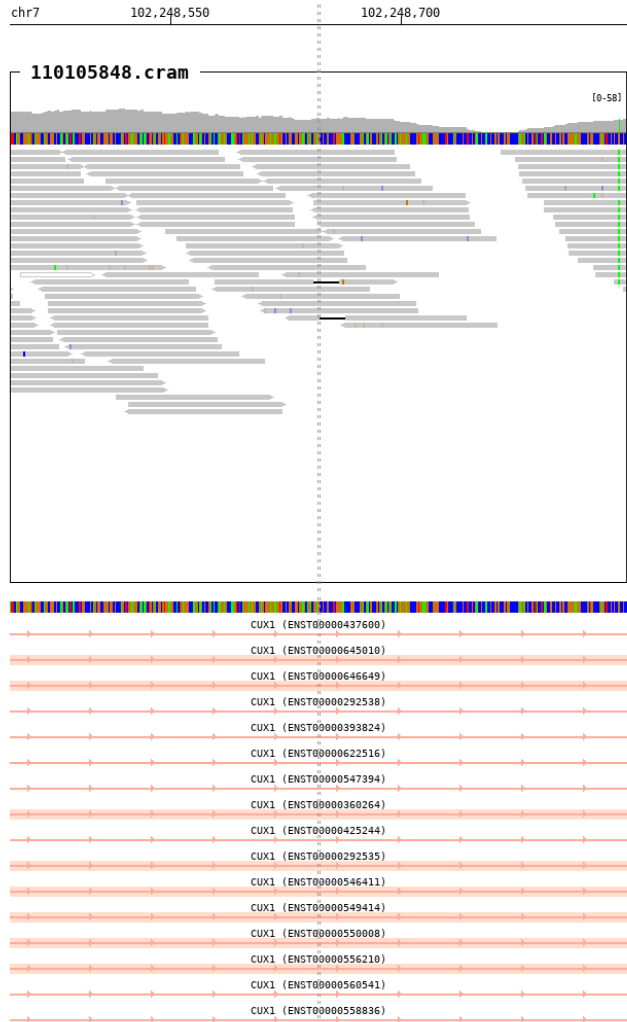 chr7 102,248,550 102,248,700
110105848.cram
[0-58]
CUX1 (ENST00000437600)
CUX1 (ENST00000645010)
CUX1 (ENST00000646649)
CUX1 (ENST00000292538)
CUX1 (ENST00000393824)
CUX1 (ENST00000622516)
CUX1 (ENST00000547394)
CUX1 (ENST00000360264)
CUX1 (ENST00000425244)
CUX1 (ENST00000292535)
CUX1 (ENST00000546411)
CUX1 (ENST00000549414)
CUX1 (ENST00000550008)
CUX1 (ENST00000556210)
CUX1 (ENST00000560541)
CUX1 (ENST00000558836)